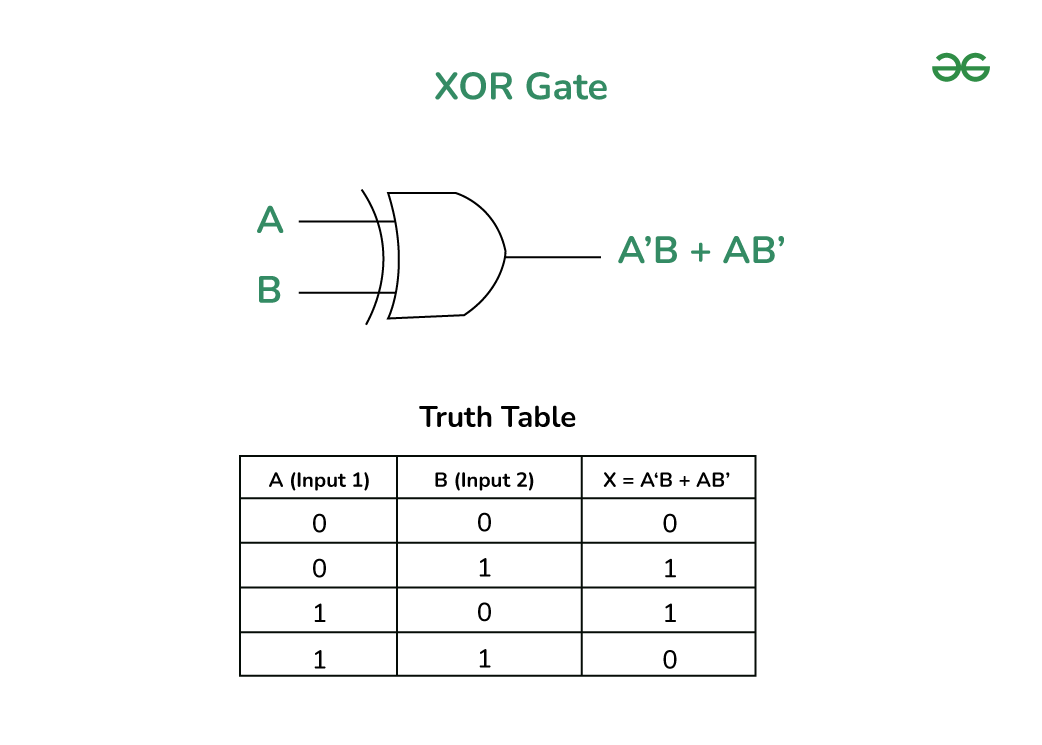 XOR Gate
A
B
A’B + AB’
Truth Table
A (Input 1) B (Input 2) X = A‘B + AB’
0 0 0
0 1 1
1 0 1
1 1 0